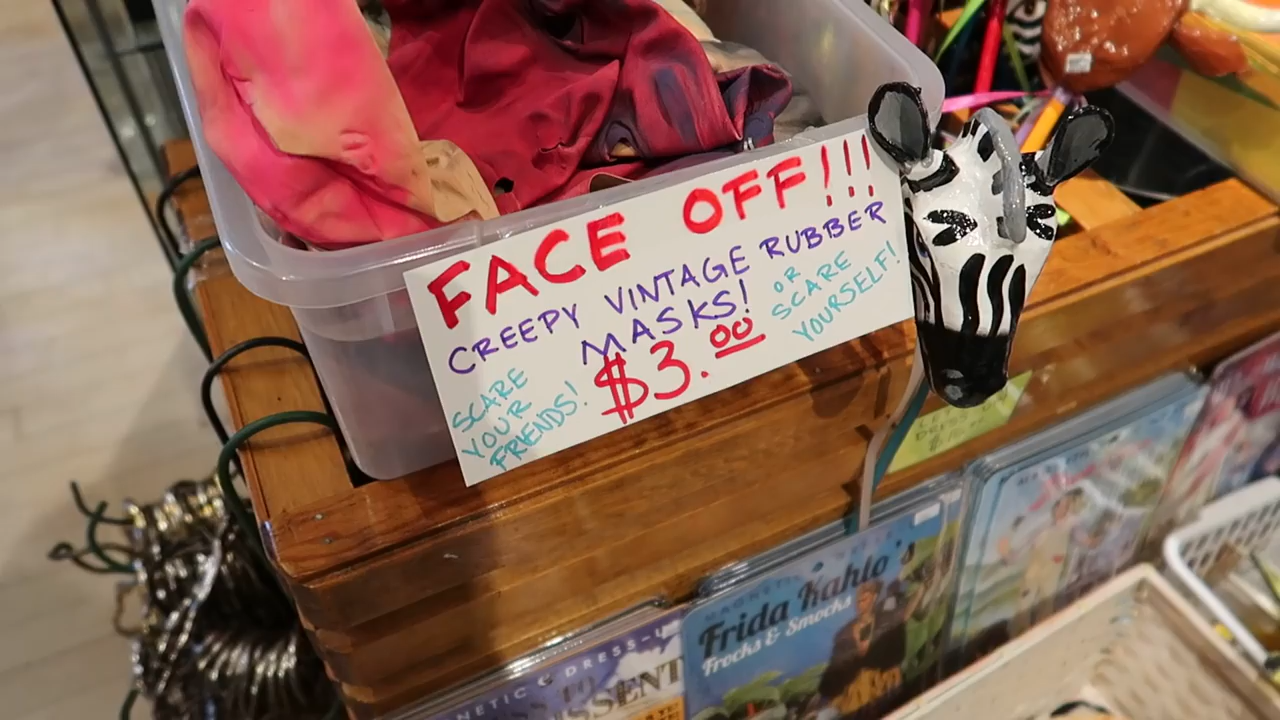 FACE OFF!!!
CREEPY VINTAGE RUBBER
MASKS!
$3.00
SCARE
YOUR
FRIENDS!
OR
SCARE
YOURSELF!
Frida Kahlo's
Frocks & Smocks